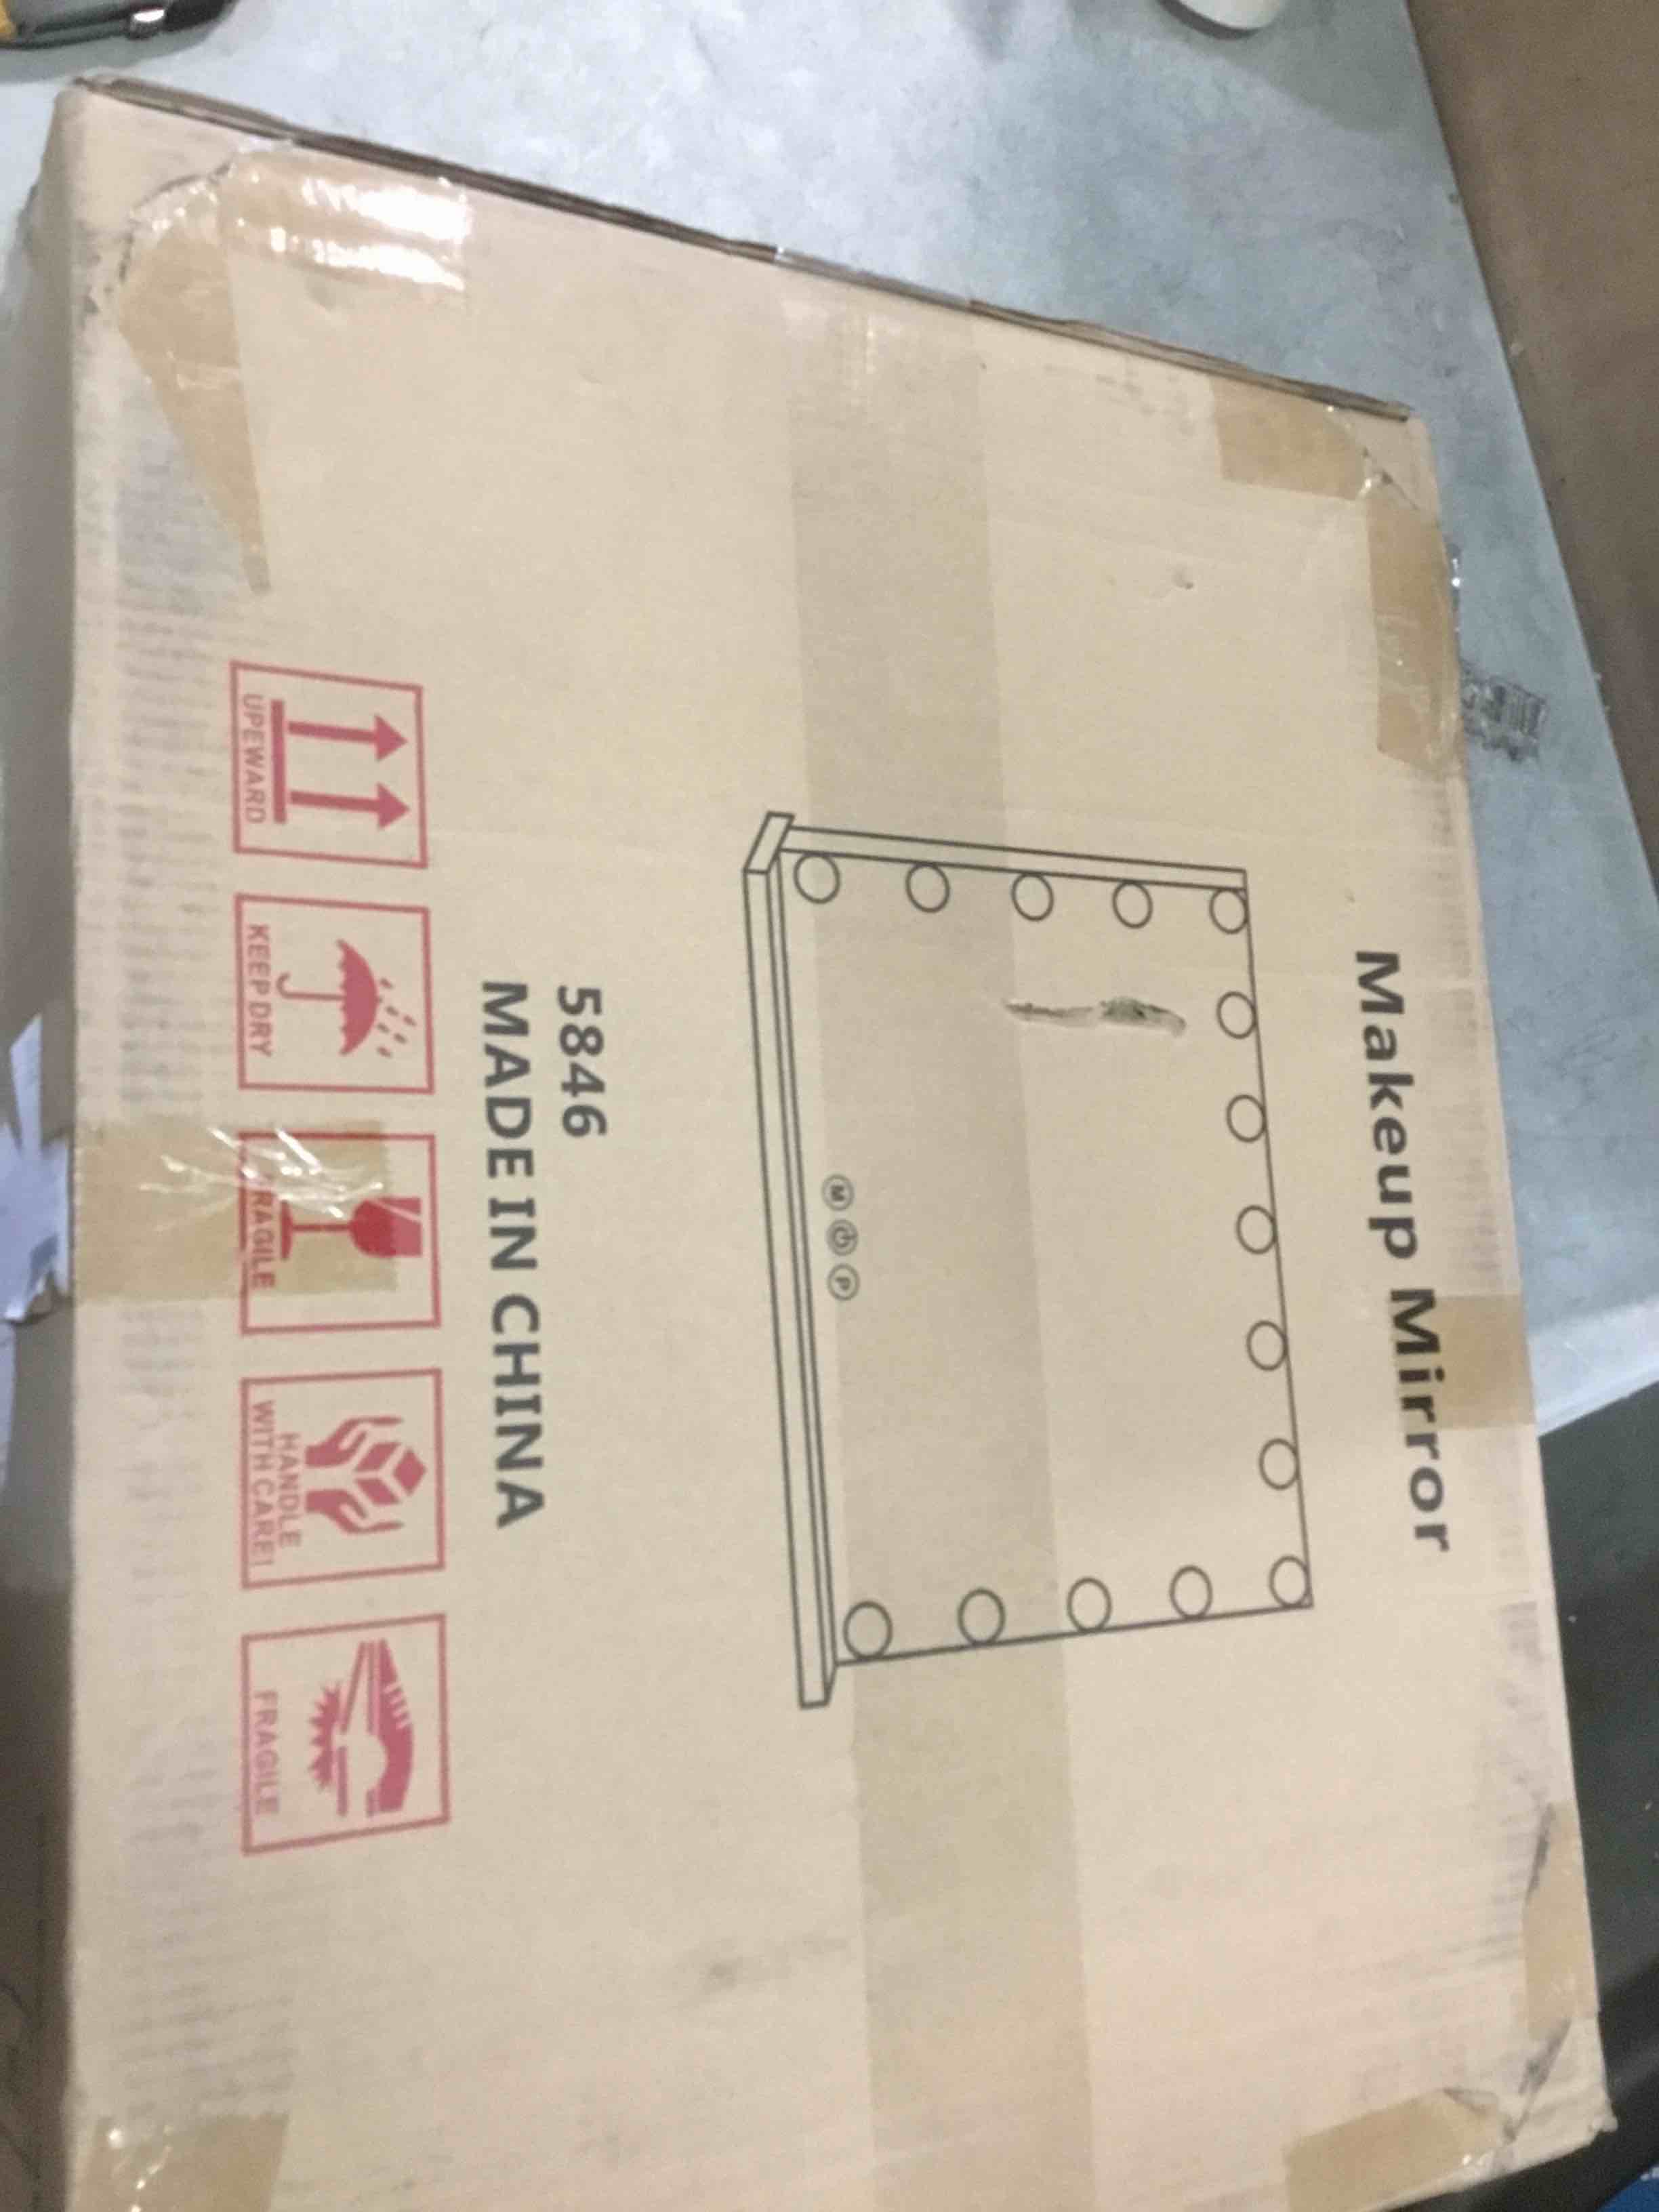 Makeup Mirror
M P
5846
MADE IN CHINA
UPEWARD
KEEP DRY
FRAGILE
HANDLE
WITH CARE!
FRAGILE